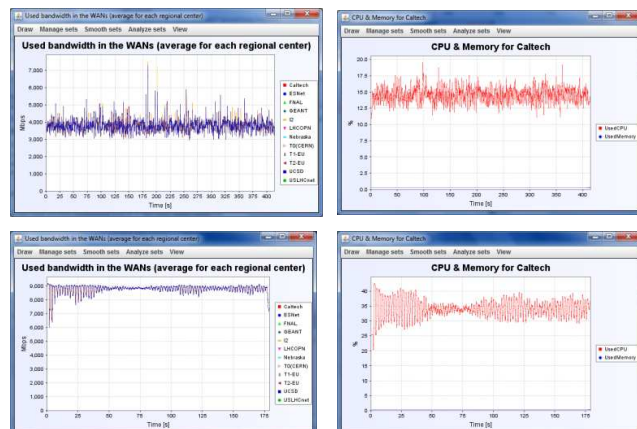 Used bandwidth in the WANs (average for each regional center)
Draw Manage sets Smooth sets Analyze sets View
Used bandwidth in the WANs (average for each regional center)
7,000
6,000
5,000
4,000
3,000
2,000
1,000
0
Mbps
0 25 50 75 100 125 150 175 200 225 250 275 300 325 350 375 400
Time [s]
Caltech
ESNet
FNAL
GEANT
I2
LHCOPN
Nebraska
T0(CERN)
T1-EU
T2-EU
UCSD
USLHCnet
CPU & Memory for Caltech
Draw Manage sets Smooth sets Analyze sets View
CPU & Memory for Caltech
20.0
17.5
15.0
12.5
10.0
7.5
5.0
2.5
0.0
%
0 50 100 150 200 250 300 350 400
Time [s]
UsedCPU
UsedMemory
Used bandwidth in the WANs (average for each regional center)
Draw Manage sets Smooth sets Analyze sets View
Used bandwidth in the WANs (average for each regional center)
9,000
8,000
7,000
6,000
5,000
4,000
3,000
2,000
1,000
0
Mbps
0 25 50 75 100 125 150 175
Time [s]
Caltech
ESNet
FNAL
GEANT
I2
LHCOPN
Nebraska
T0(CERN)
T1-EU
T2-EU
UCSD
USLHCnet
CPU & Memory for Caltech
Draw Manage sets Smooth sets Analyze sets View
CPU & Memory for Caltech
40
35
30
25
20
15
10
5
0
%
0 25 50 75 100 125 150 175
Time [s]
UsedCPU
UsedMemory